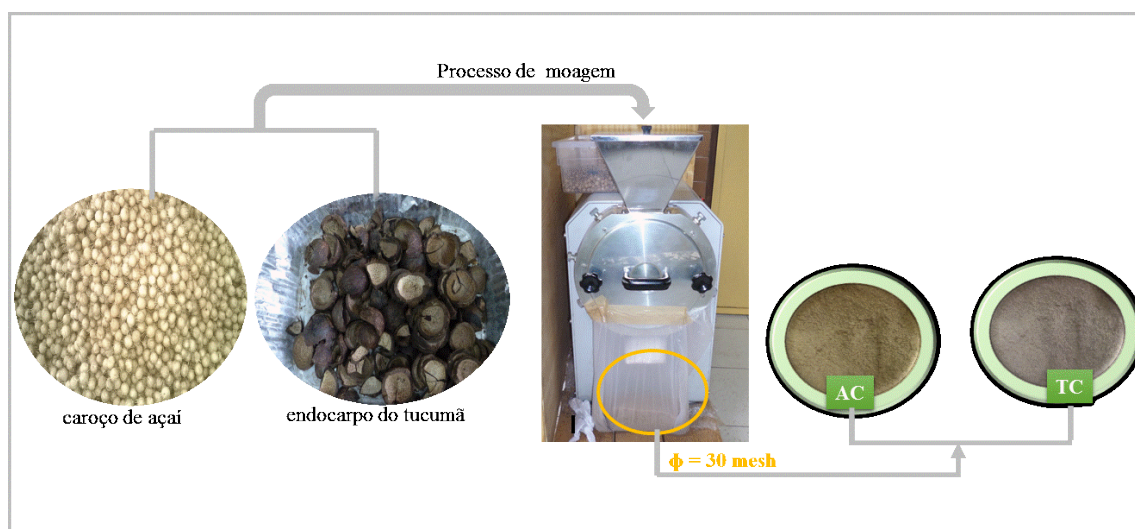 Processo de moagem
caroço de açaí
endocarpo do tucumã
AC
TC
ϕ = 30 mesh